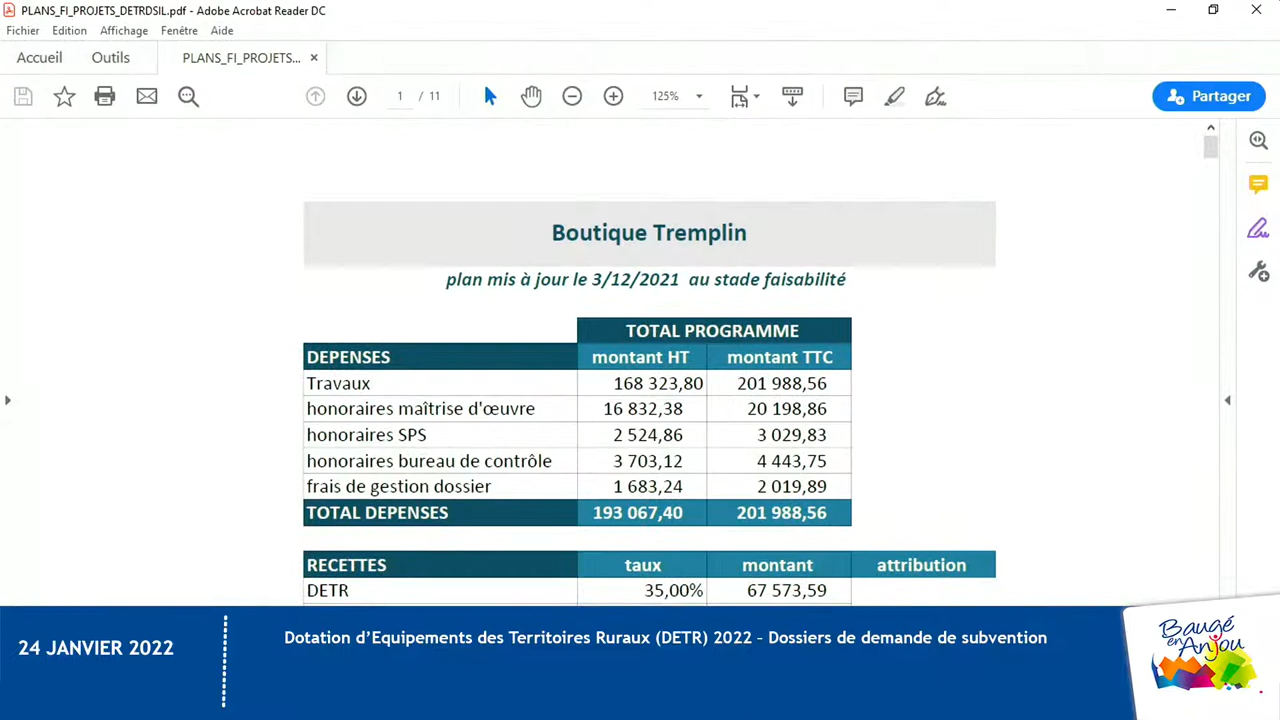 PLANS_FI_PROJETS_DETRDSIL.pdf - Adobe Acrobat Reader DC
Fichier Edition Affichage Fenêtre Aide
Accueil Outils PLANS_FI_PROJETS... ×
1 / 11 125% Partager
Boutique Tremplin
plan mis à jour le 3/12/2021 au stade faisabilité
TOTAL PROGRAMME
DEPENSES montant HT montant TTC
Travaux 168 323,80 201 988,56
honoraires maîtrise d'œuvre 16 832,38 20 198,86
honoraires SPS 2 524,86 3 029,83
honoraires bureau de contrôle 3 703,12 4 443,75
frais de gestion dossier 1 683,24 2 019,89
TOTAL DEPENSES 193 067,40 201 988,56
RECETTES taux montant attribution
DETR 35,00% 67 573,59
24 JANVIER 2022
Dotation d'Equipements des Territoires Ruraux (DETR) 2022 – Dossiers de demande de subvention
Baugé
en Anjou